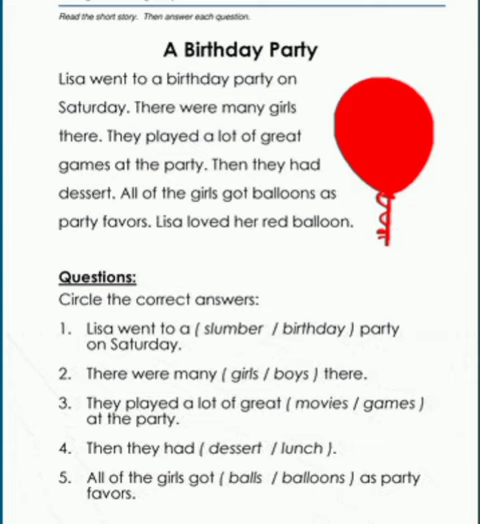 Read the short story. Then answer each question.
A Birthday Party
Lisa went to a birthday party on
Saturday. There were many girls
there. They played a lot of great
games at the party. Then they had
dessert. All of the girls got balloons as
party favors. Lisa loved her red balloon.
Questions:
Circle the correct answers:
1. Lisa went to a ( slumber / birthday ) party
on Saturday.
2. There were many ( girls / boys ) there.
3. They played a lot of great ( movies / games )
at the party.
4. Then they had ( dessert / lunch ).
5. All of the girls got ( balls / balloons ) as party
favors.